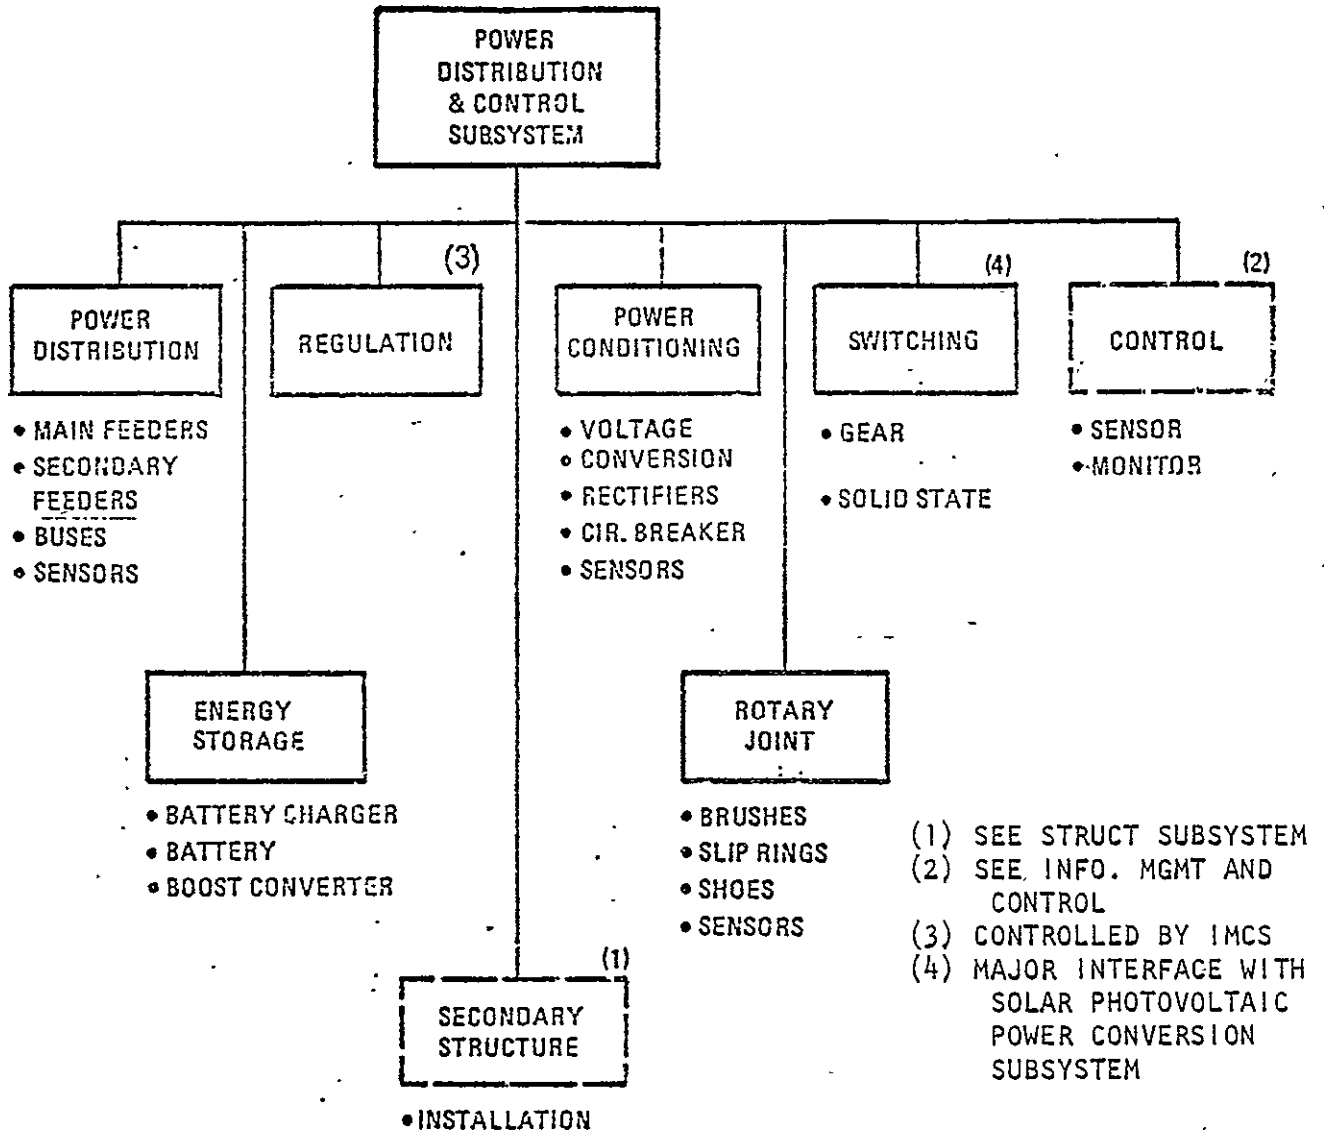 POWER
DISTRIBUTION
& CONTROL
SUBSYSTEM
POWER
DISTRIBUTION
• MAIN FEEDERS
• SECONDARY
FEEDERS
• BUSES
• SENSORS
(3)
REGULATION
POWER
CONDITIONING
• VOLTAGE
• CONVERSION
• RECTIFIERS
• CIR. BREAKER
• SENSORS
(4)
SWITCHING
• GEAR
• SOLID STATE
(2)
CONTROL
• SENSOR
• MONITOR
ENERGY
STORAGE
• BATTERY CHARGER
• BATTERY
• BOOST CONVERTER
ROTARY
JOINT
• BRUSHES
• SLIP RINGS
• SHOES
• SENSORS
(1)
SECONDARY
STRUCTURE
• INSTALLATION
(1) SEE STRUCT SUBSYSTEM
(2) SEE INFO. MGMT AND
CONTROL
(3) CONTROLLED BY IMCS
(4) MAJOR INTERFACE WITH
SOLAR PHOTOVOLTAIC
POWER CONVERSION
SUBSYSTEM